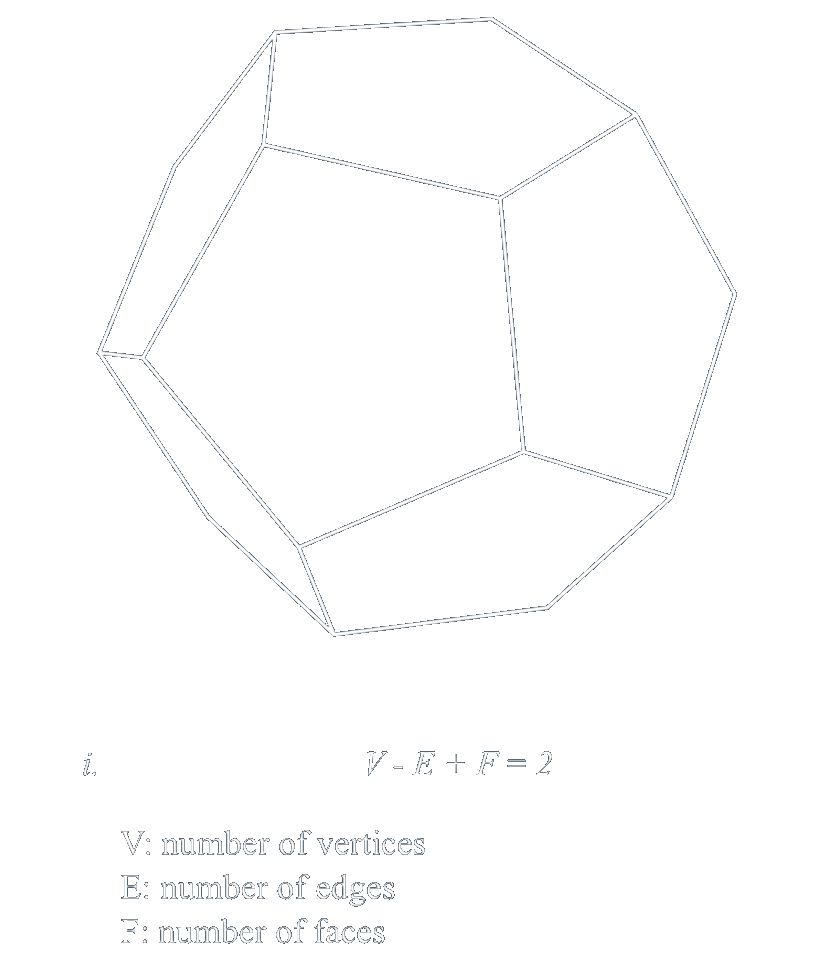 i. V - E + F = 2
V: number of vertices
E: number of edges
F: number of faces